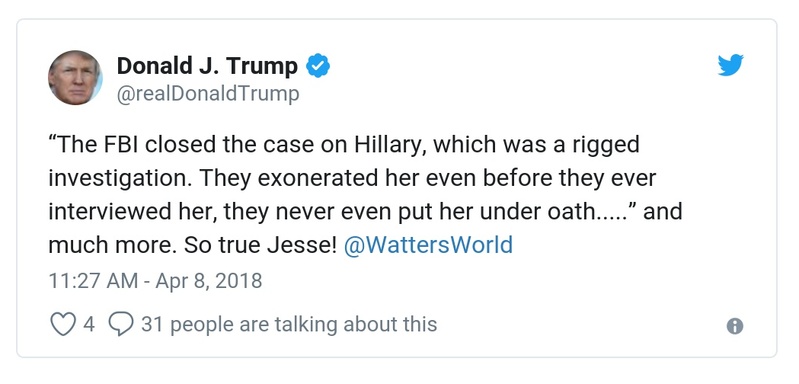 Donald J. Trump
@realDonaldTrump
“The FBI closed the case on Hillary, which was a rigged
investigation. They exonerated her even before they ever
interviewed her, they never even put her under oath.....” and
much more. So true Jesse! @WattersWorld
11:27 AM - Apr 8, 2018
4 31 people are talking about this